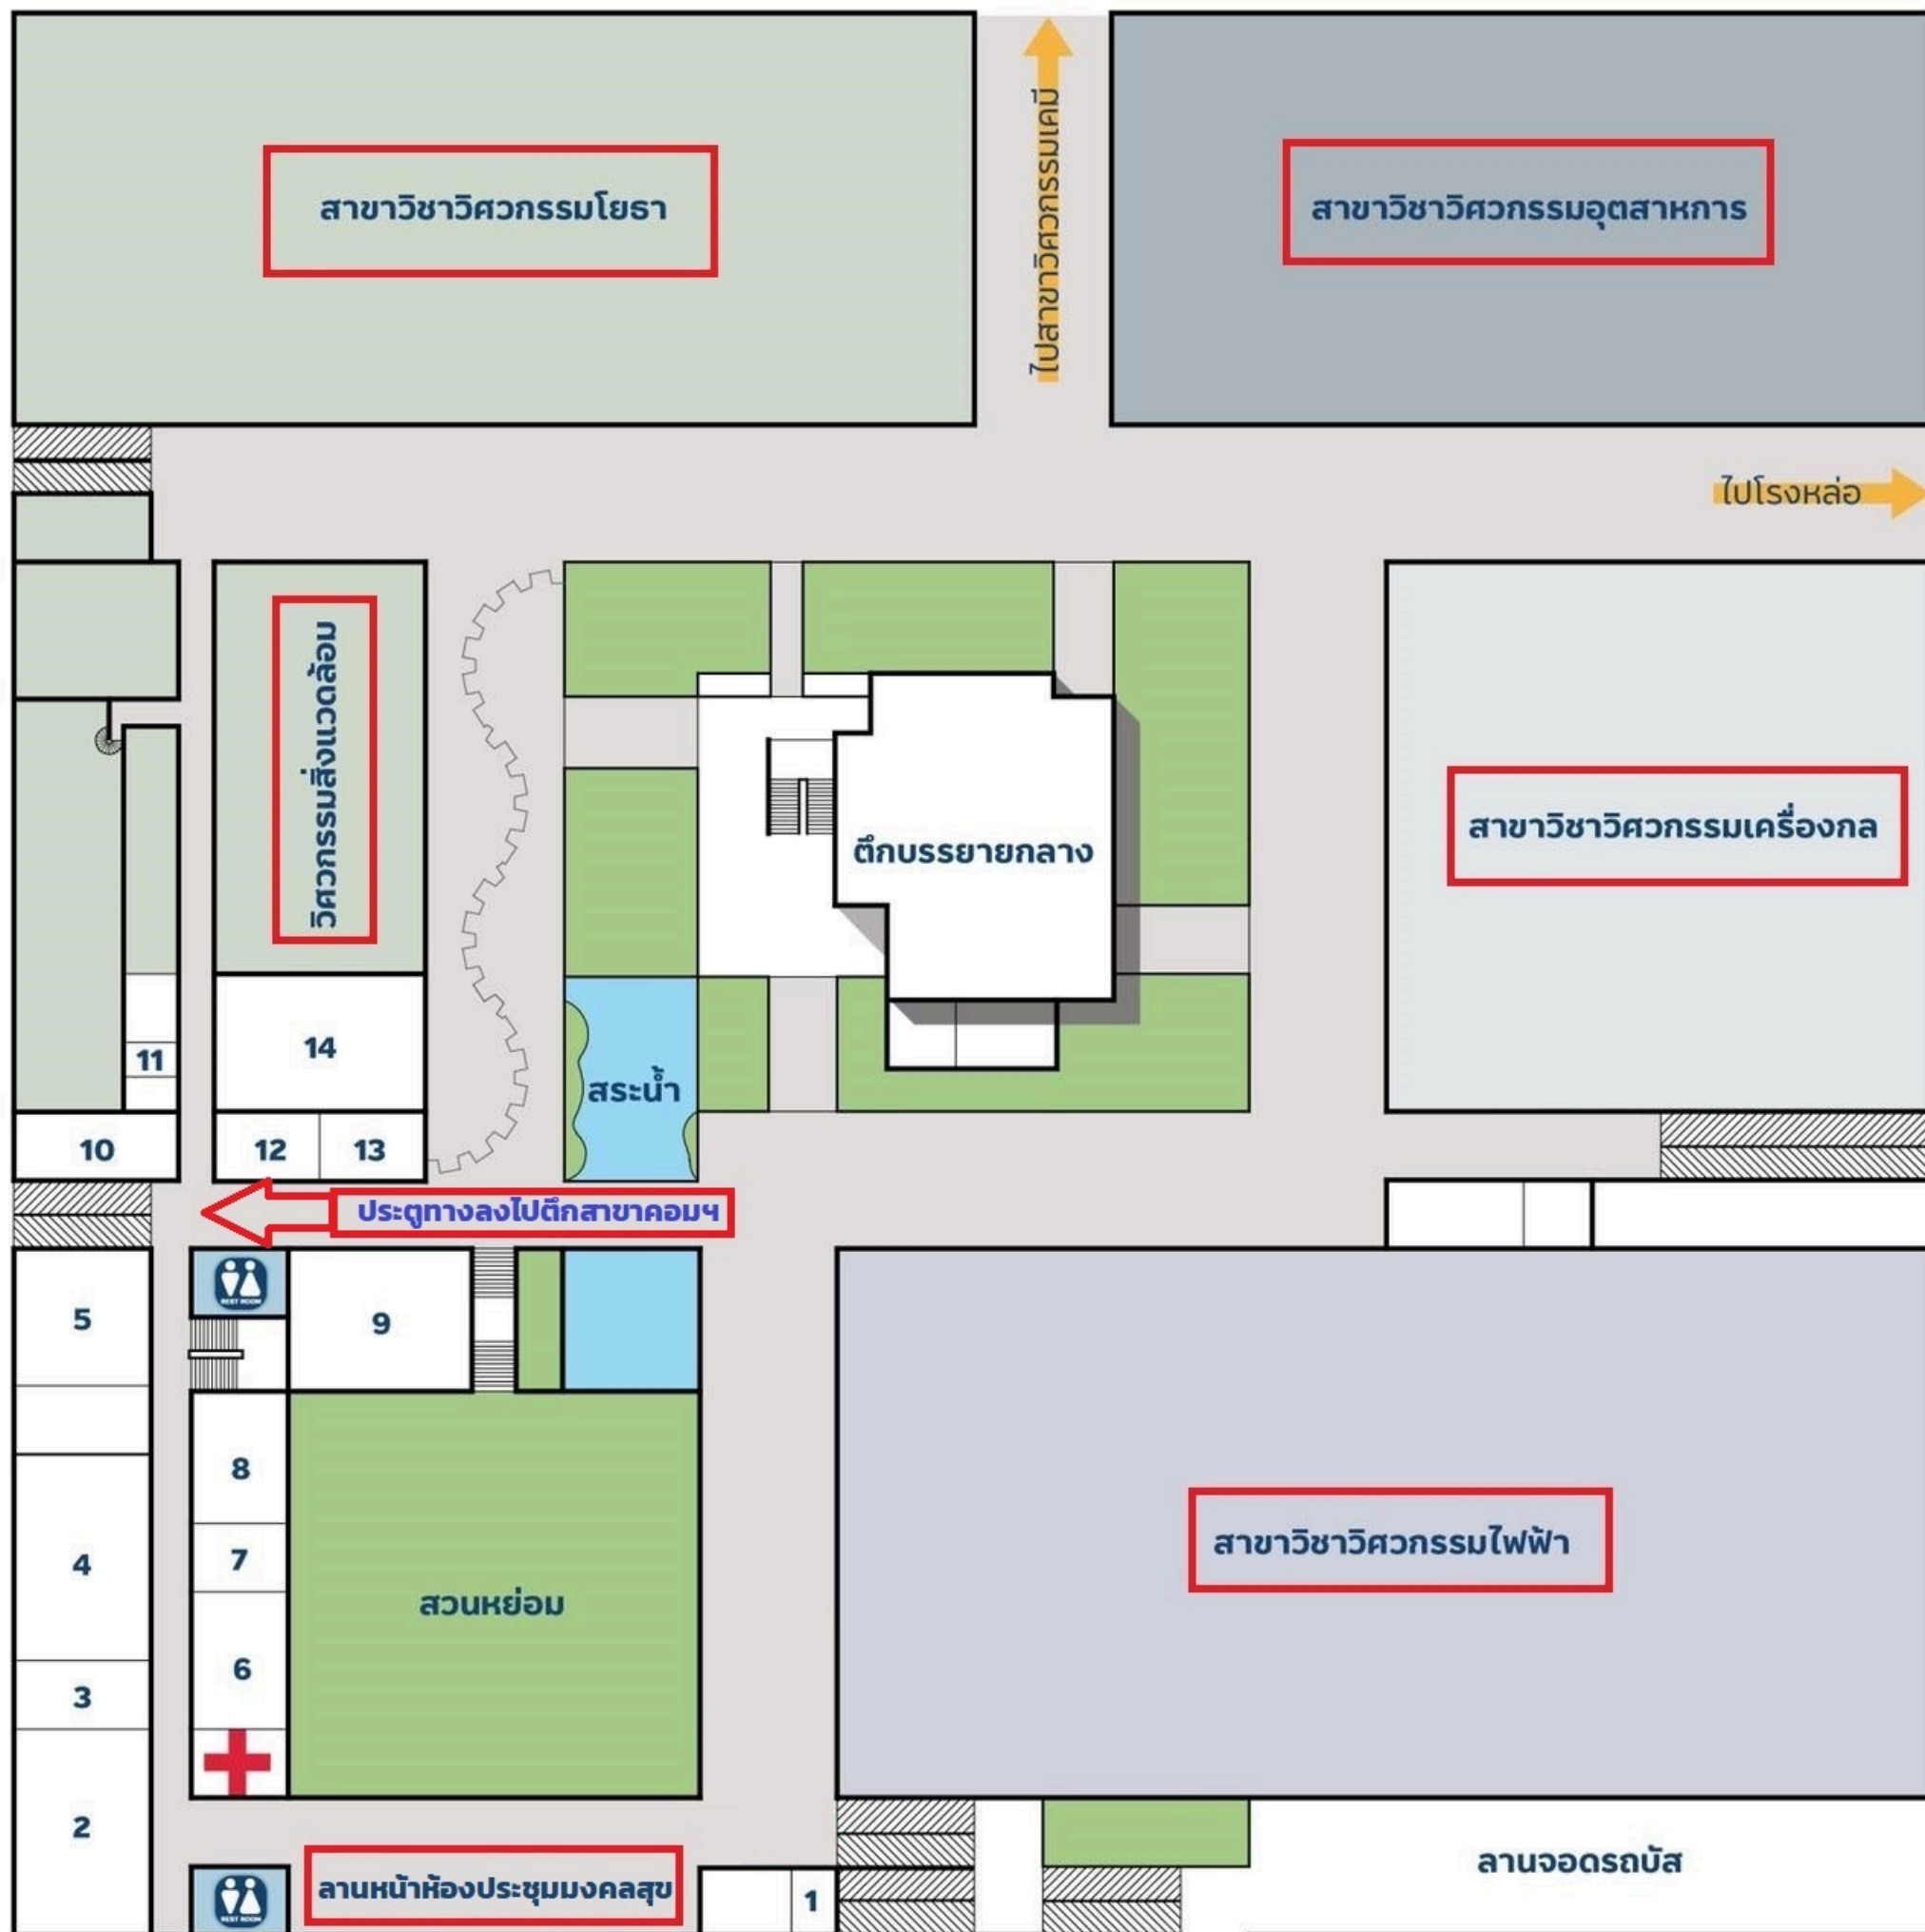 สาขาวิชาวิศวกรรมโยธา
ไปสาขาวิศวกรรมเคมี
สาขาวิชาวิศวกรรมอุตสาหการ
ไปโรงหล่อ
วิศวกรรมสิ่งแวดล้อม
ตึกบรรยายกลาง
สาขาวิชาวิศวกรรมเครื่องกล
14
11
สระน้ำ
10
12
13
ประตูทางลงไปตึกสาขาคอมฯ
REST ROOM
5
9
8
4
7
สวนหย่อม
สาขาวิชาวิศวกรรมไฟฟ้า
6
3
2
ลานจอดรถบัส
REST ROOM
ลานหน้าห้องประชุมมงคลสุข
1